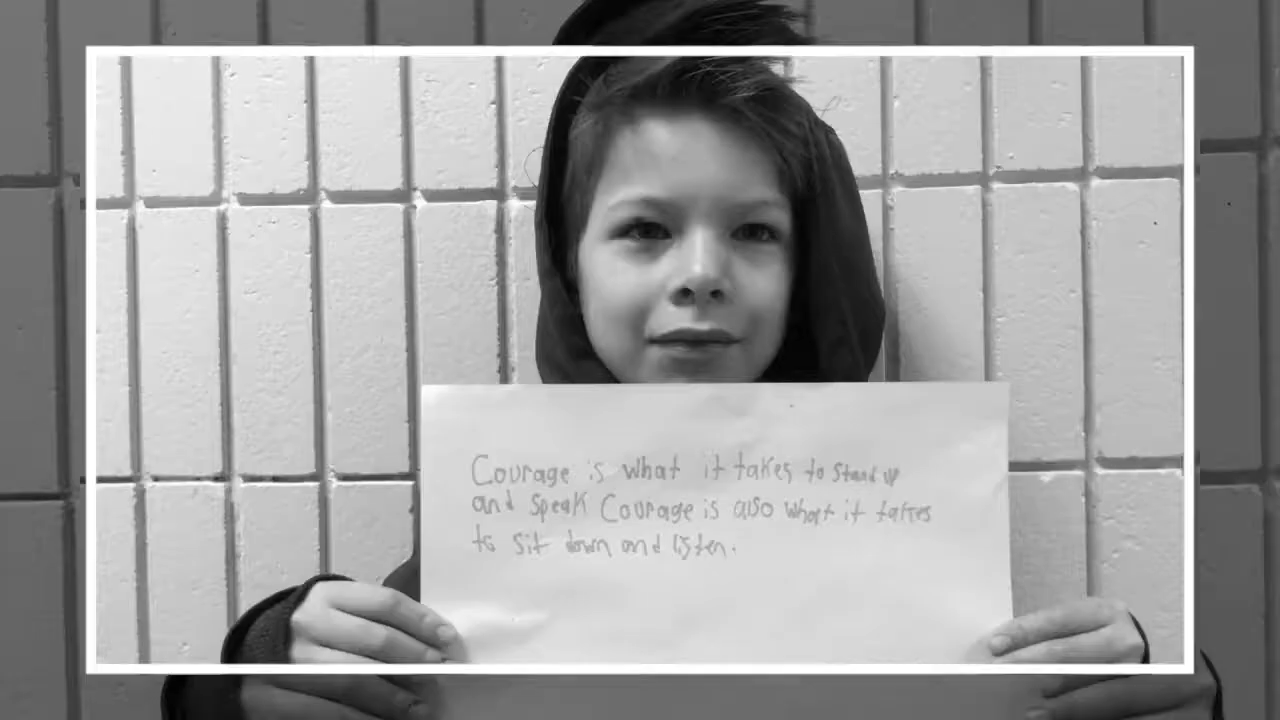 Courage is what it takes to stand up
and speak Courage is also what it takes
to sit down and listen.